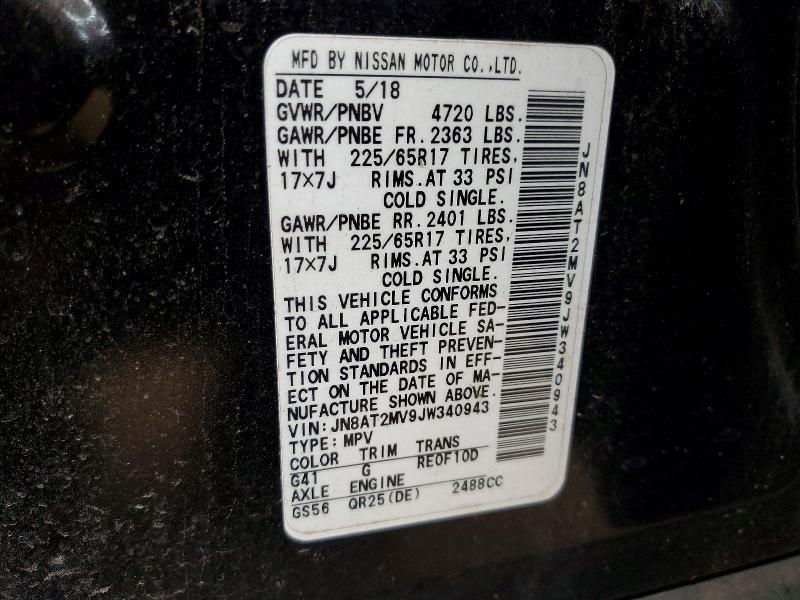 MFD BY NISSAN MOTOR CO.,LTD.
DATE 5/18
GVWR/PNBV 4720 LBS.
GAWR/PNBE FR. 2363 LBS.
WITH 225/65R17 TIRES,
17×7J RIMS.AT 33 PSI
COLD SINGLE.
GAWR/PNBE RR. 2401 LBS.
WITH 225/65R17 TIRES,
17×7J RIMS.AT 33 PSI
COLD SINGLE.
THIS VEHICLE CONFORMS
TO ALL APPLICABLE FED-
ERAL MOTOR VEHICLE SA-
FETY AND THEFT PREVEN-
TION STANDARDS IN EFF-
ECT ON THE DATE OF MA-
NUFACTURE SHOWN ABOVE.
VIN:JN8AT2MV9JW340943
TYPE:MPV
COLOR TRIM TRANS
G41 G RE0F10D
AXLE ENGINE
GS56 QR25(DE) 2488CC
JN8AT2MV9JW340943